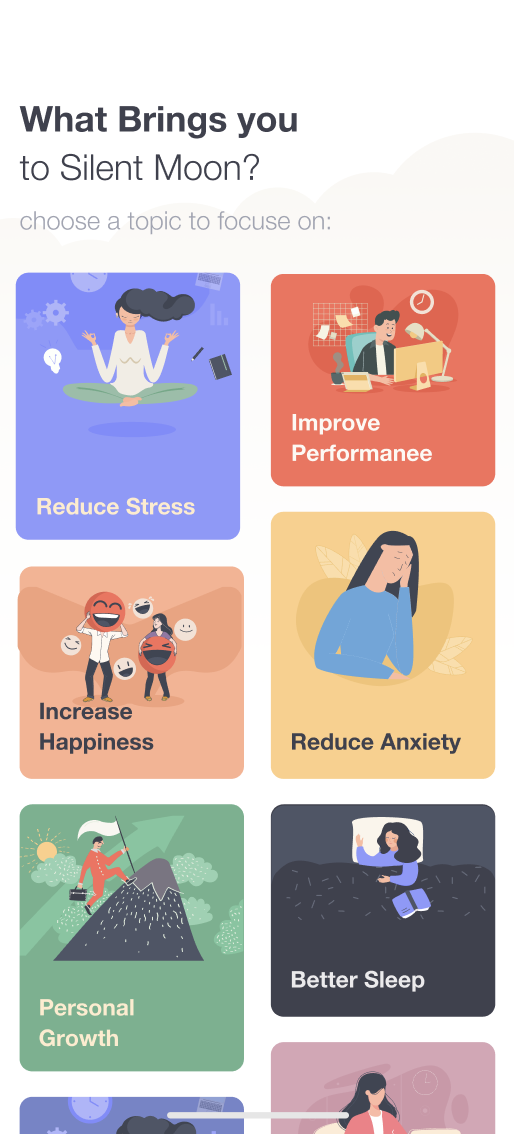 What Brings you
to Silent Moon?
choose a topic to focus on:
Reduce Stress
Improve
Performanee
Increase
Happiness
Reduce Anxiety
Personal
Growth
Better Sleep